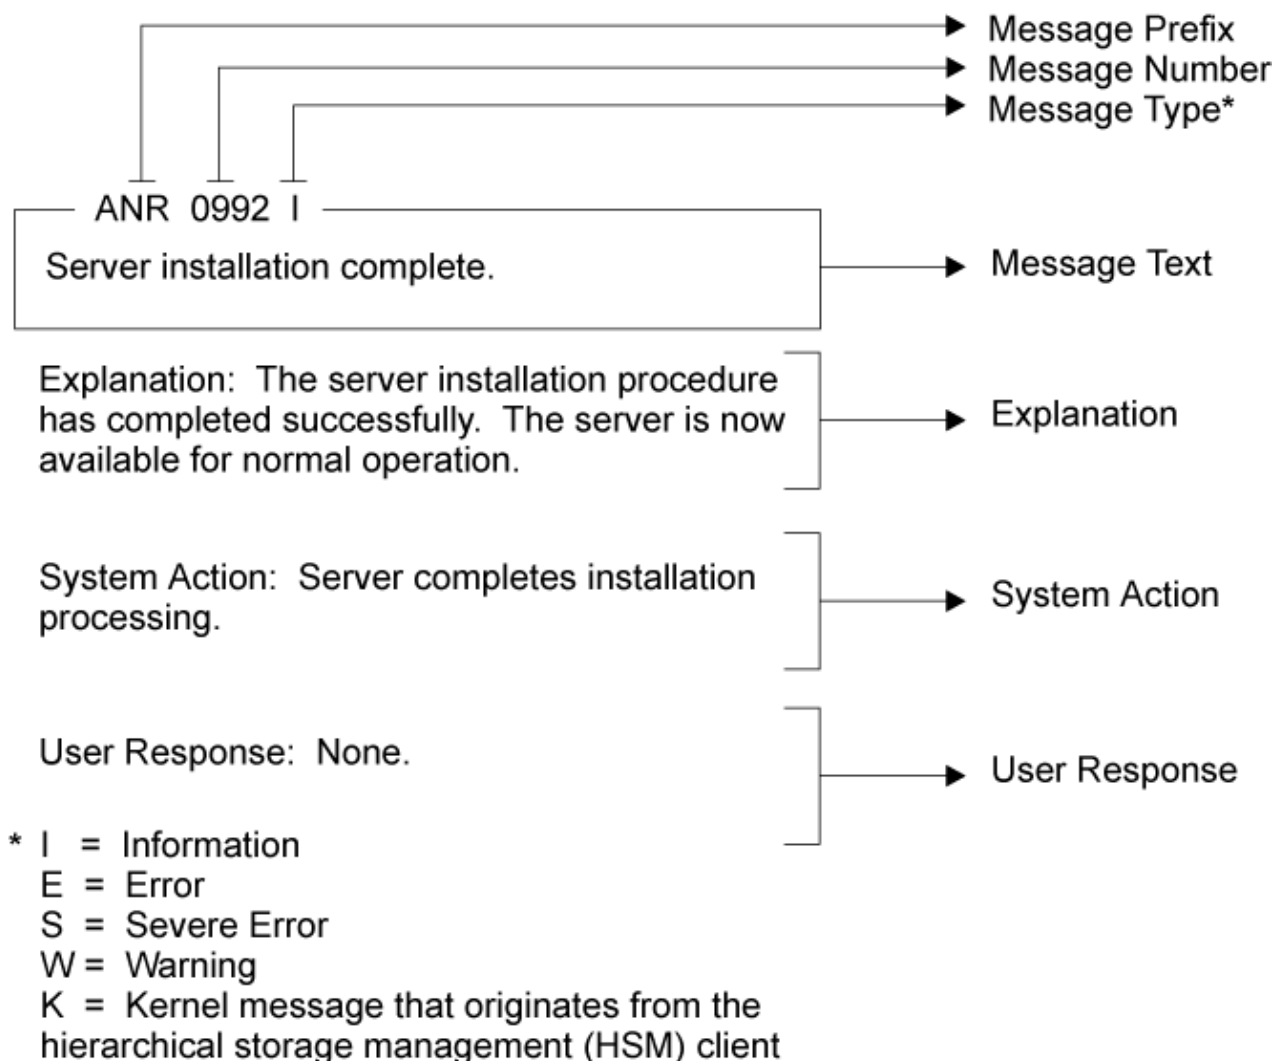 Message Prefix
Message Number
Message Type*
ANR 0992 I
Server installation complete.
Message Text
Explanation: The server installation procedure
has completed successfully. The server is now
available for normal operation.
Explanation
System Action: Server completes installation
processing.
System Action
User Response: None.
User Response
* I = Information
E = Error
S = Severe Error
W = Warning
K = Kernel message that originates from the
hierarchical storage management (HSM) client